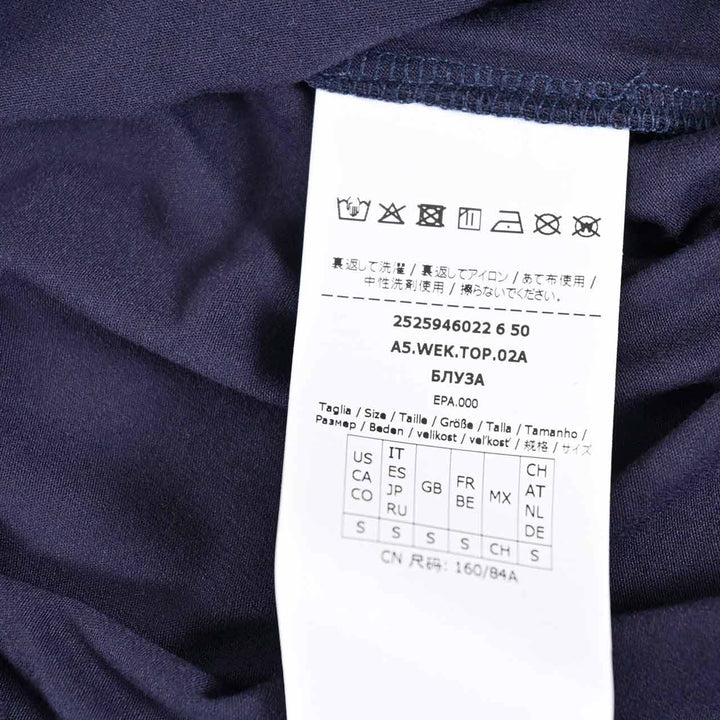 裏返して洗濯 / 裏返してアイロン / あて布使用 /
中性洗剤使用 / 擦らないでください。
2525946022 6 50
A5.WEK.TOP.02A
БЛУЗА
EPA.000
Taglia / Size / Taille / Größe / Talla / Tamanho /
Размер / Beden / velikost / veľkosť / 规格 / サイズ
US CA CO
IT ES JP RU
GB
FR BE
MX
CH AT NL DE
S S S S CH S
CN 尺码: 160/84A